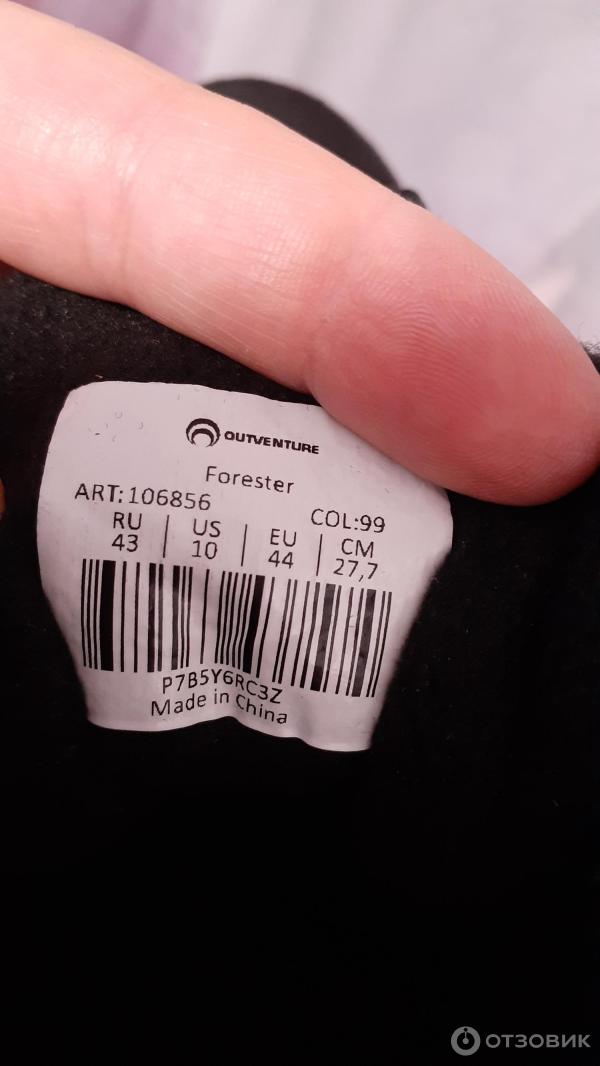 OUTVENTURE
Forester
ART:106856 COL:99
RU 43 | US 10 | EU 44 | CM 27,7
P7B5Y6RC3Z
Made in China
ОТЗОВИК